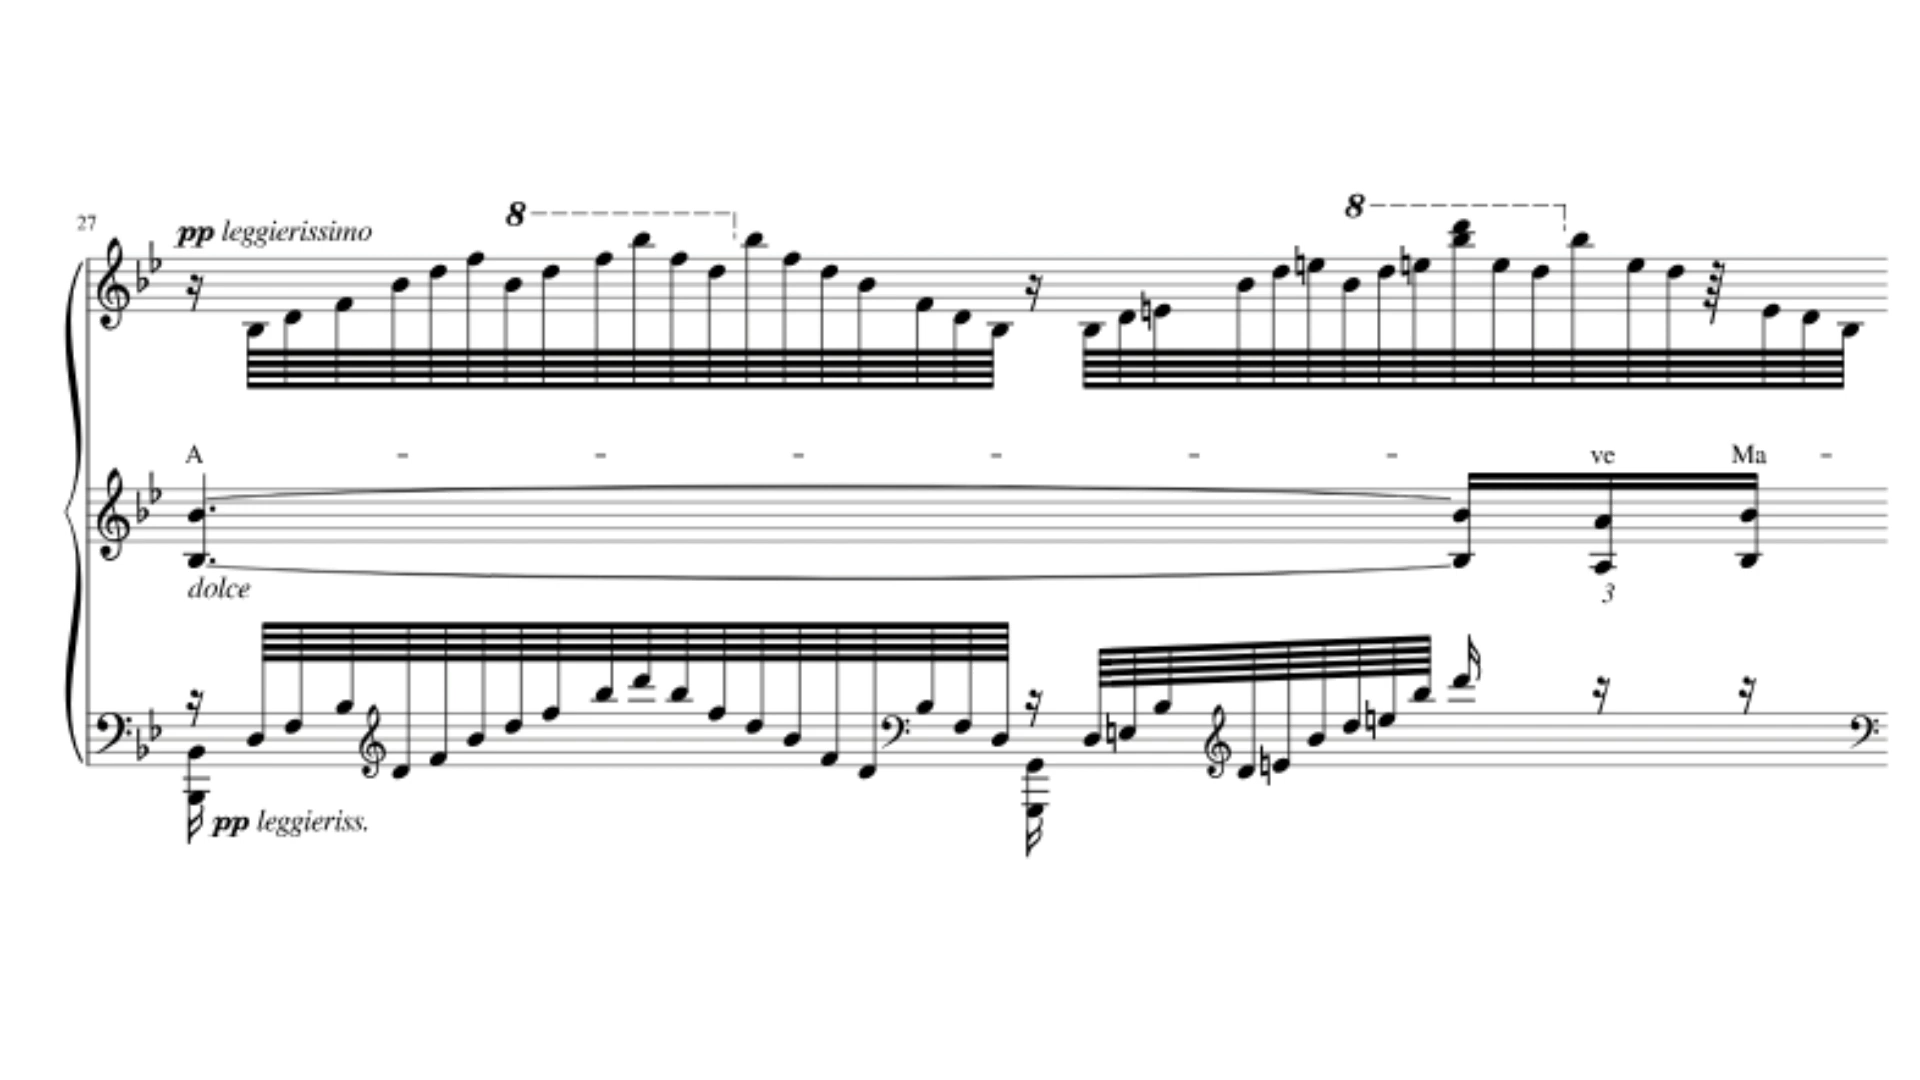 27
pp leggierissimo
8
8
A - - - - - - ve Ma -
dolce
3
pp leggieriss.